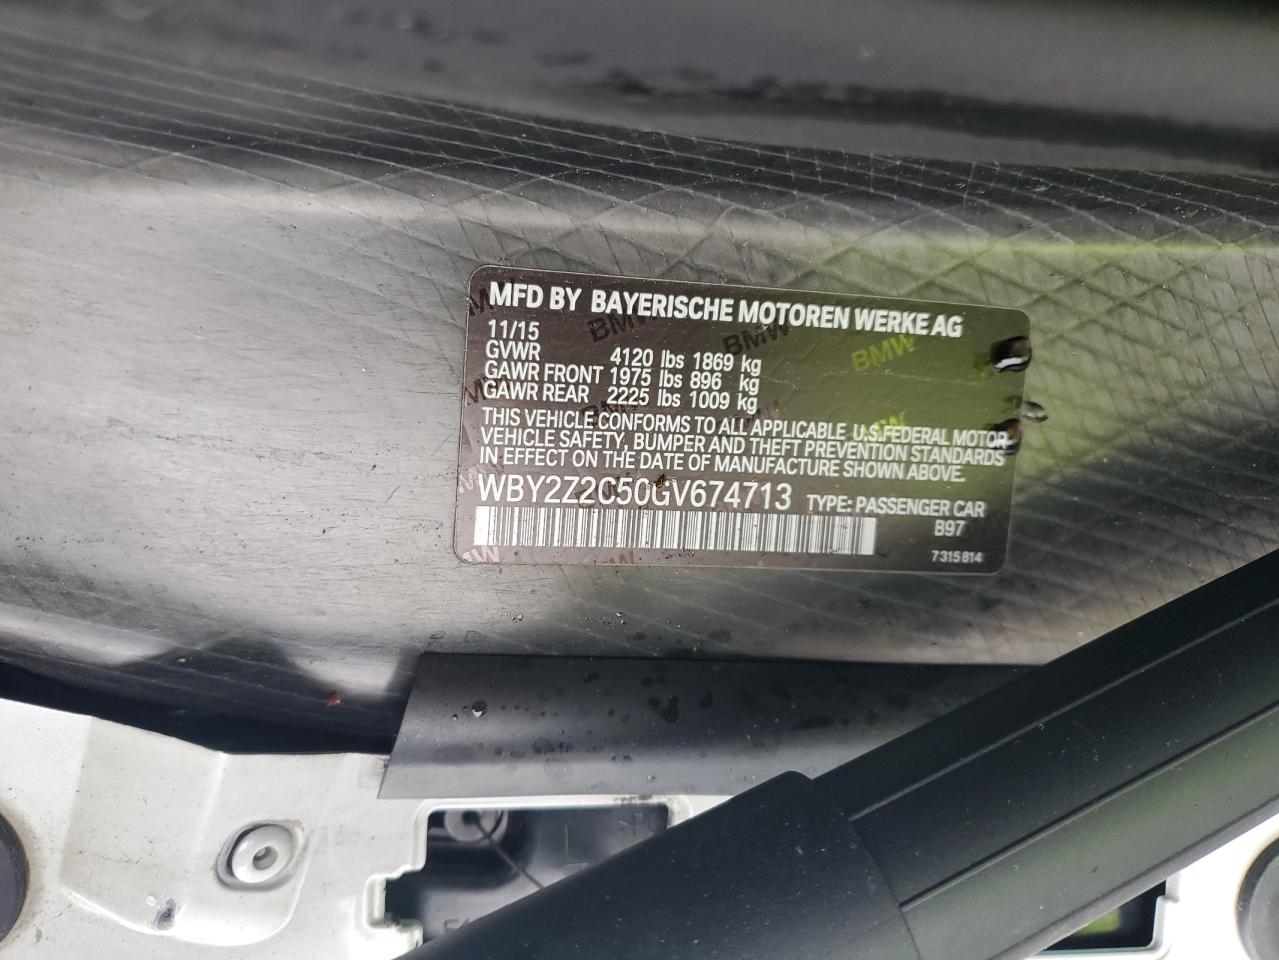 MFD BY BAYERISCHE MOTOREN WERKE AG
11/15
GVWR 4120 lbs 1869 kg
GAWR FRONT 1975 lbs 896 kg
GAWR REAR 2225 lbs 1009 kg
THIS VEHICLE CONFORMS TO ALL APPLICABLE U.S.FEDERAL MOTOR
VEHICLE SAFETY, BUMPER AND THEFT PREVENTION STANDARDS
IN EFFECT ON THE DATE OF MANUFACTURE SHOWN ABOVE.
WBY2Z2C50GV674713 TYPE: PASSENGER CAR
B97
7 315 814
BMW
BMW
BMW